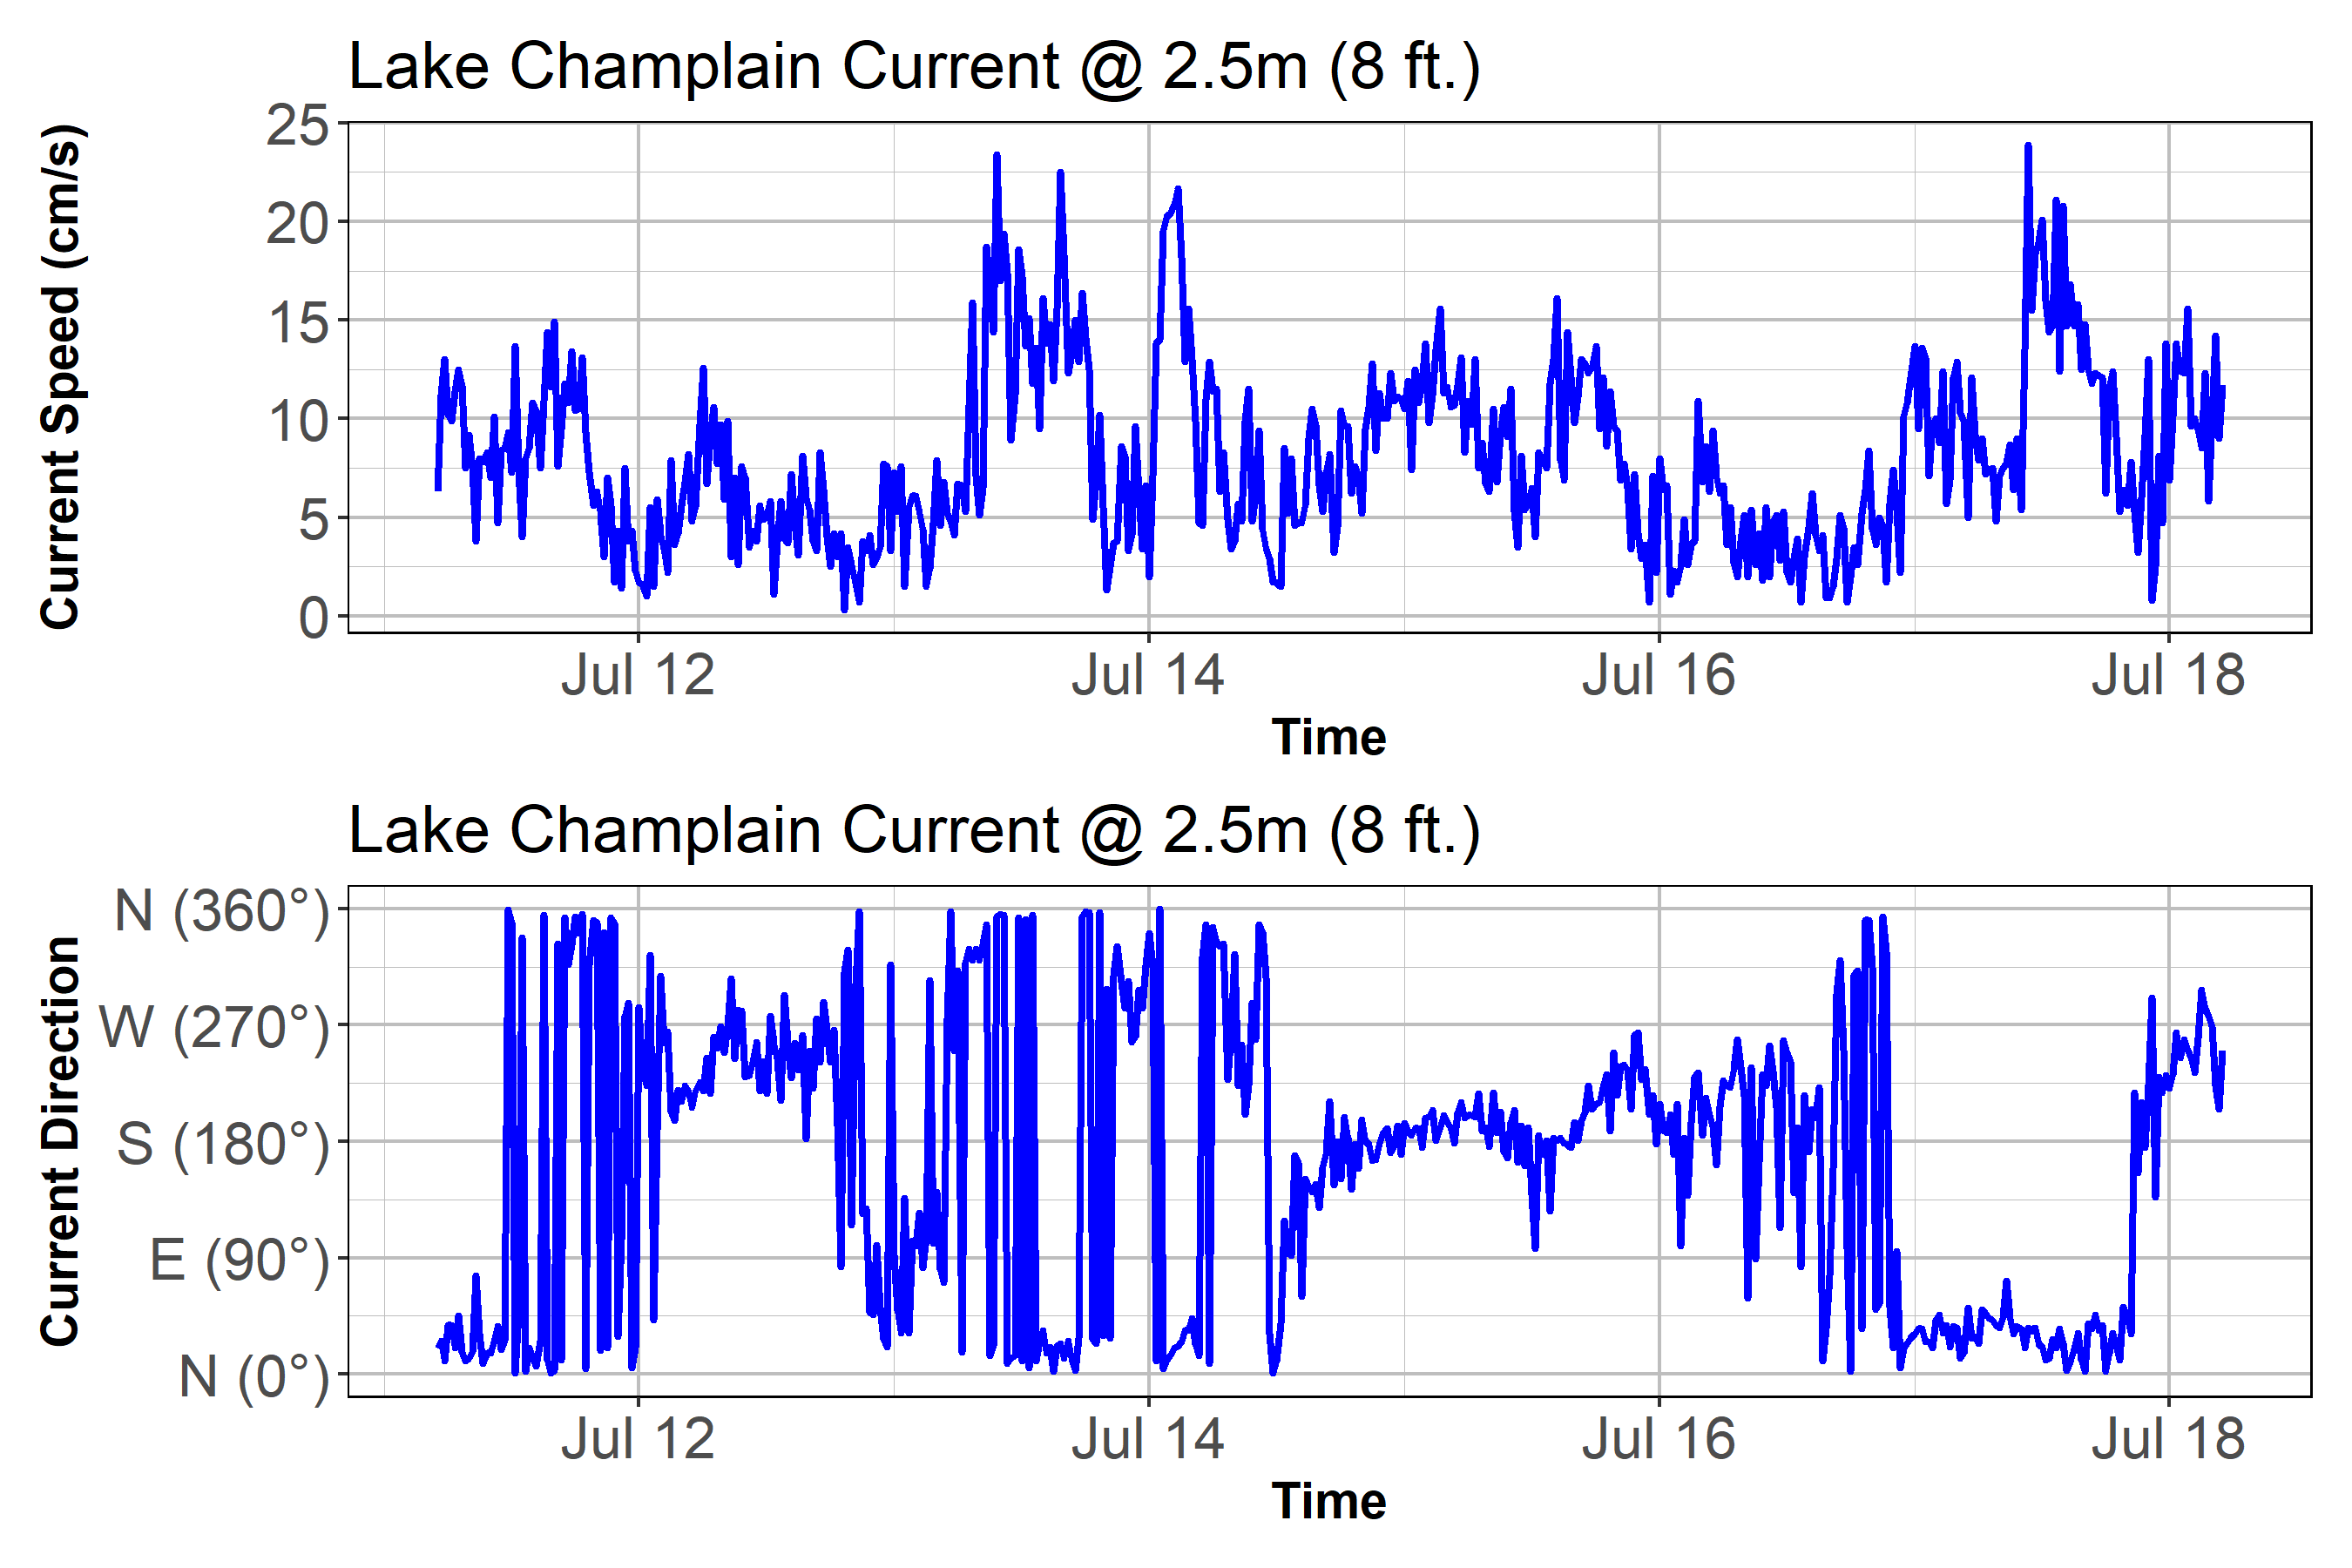 Lake Champlain Current @ 2.5m (8 ft.)
Current Speed (cm/s)
25
20
15
10
5
0
Jul 12 Jul 14 Jul 16 Jul 18
Time
Lake Champlain Current @ 2.5m (8 ft.)
Current Direction
N (360°)
W (270°)
S (180°)
E (90°)
N (0°)
Jul 12 Jul 14 Jul 16 Jul 18
Time